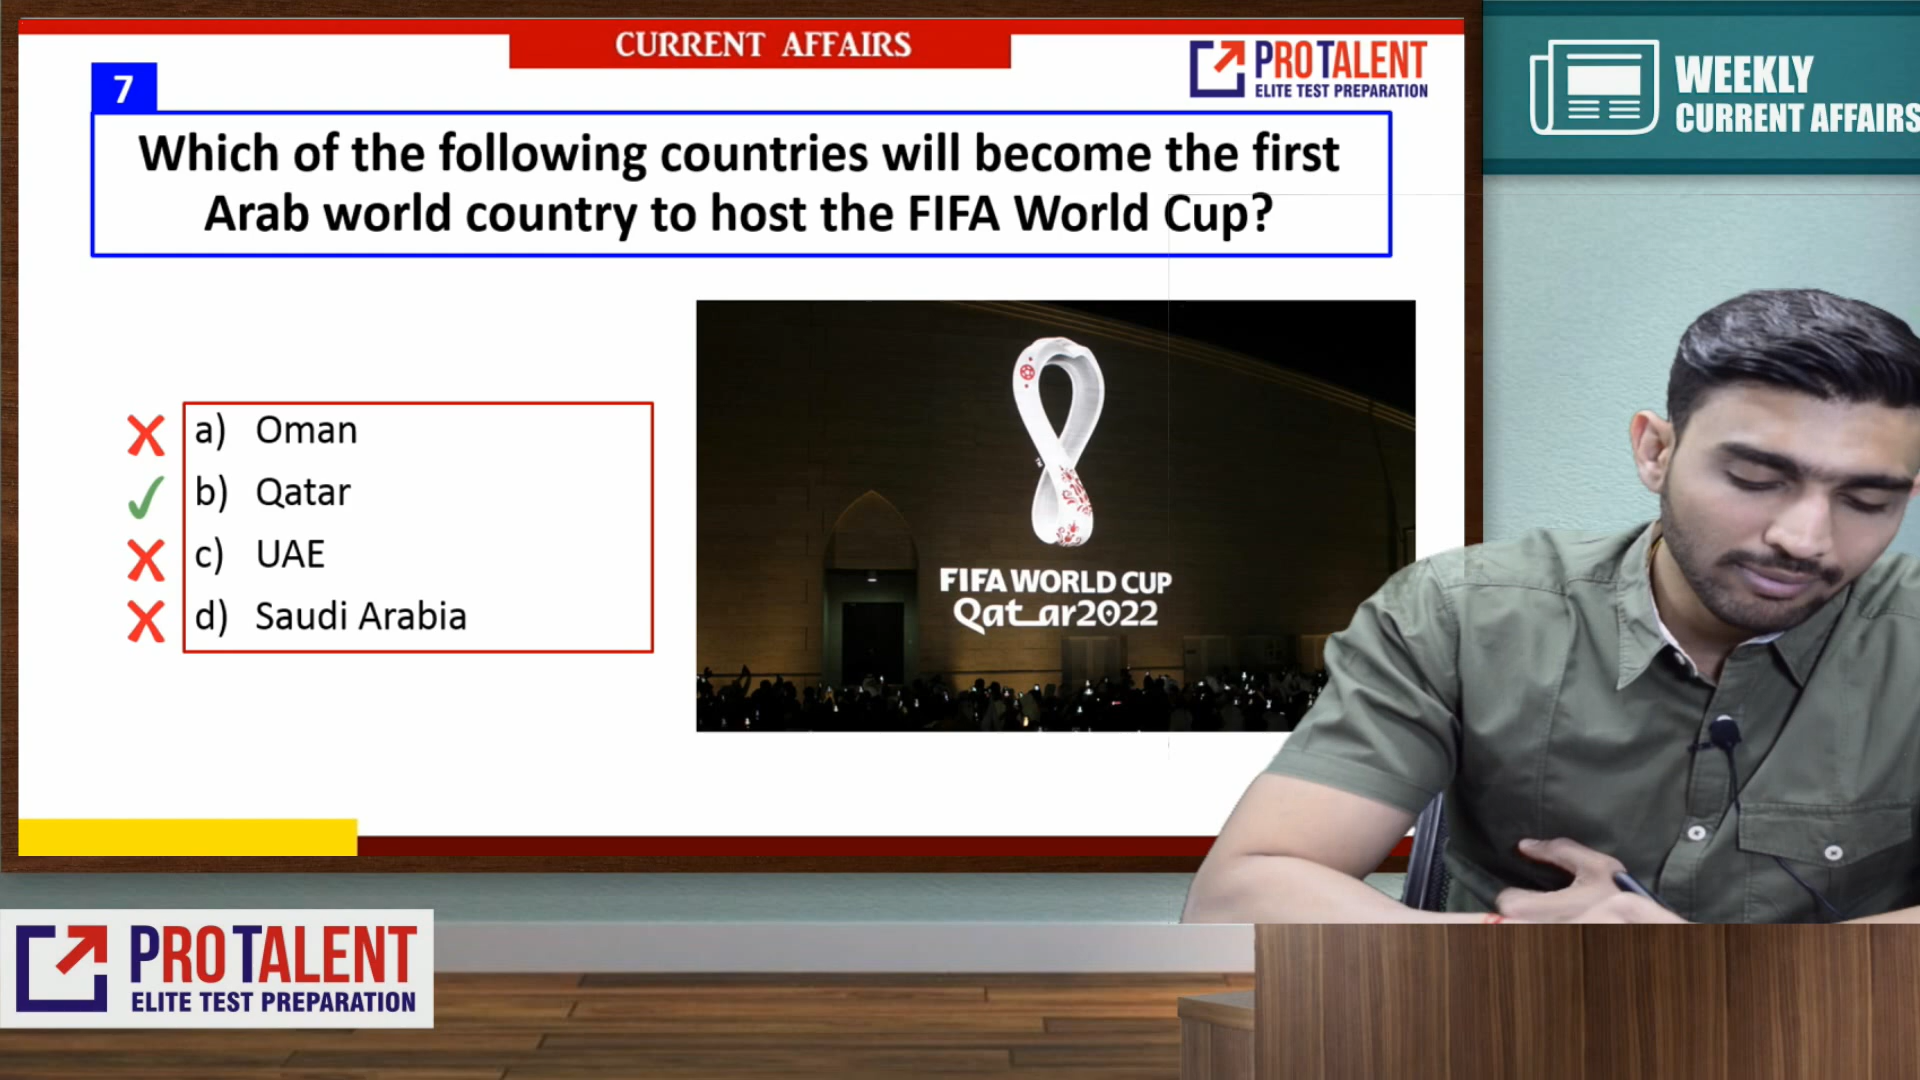 CURRENT AFFAIRS
PROTALENT
ELITE TEST PREPARATION
WEEKLY
CURRENT AFFAIRS
7
Which of the following countries will become the first
Arab world country to host the FIFA World Cup?
a) Oman
b) Qatar
c) UAE
d) Saudi Arabia
TM
FIFA WORLD CUP
Qatar2022
PROTALENT
ELITE TEST PREPARATION